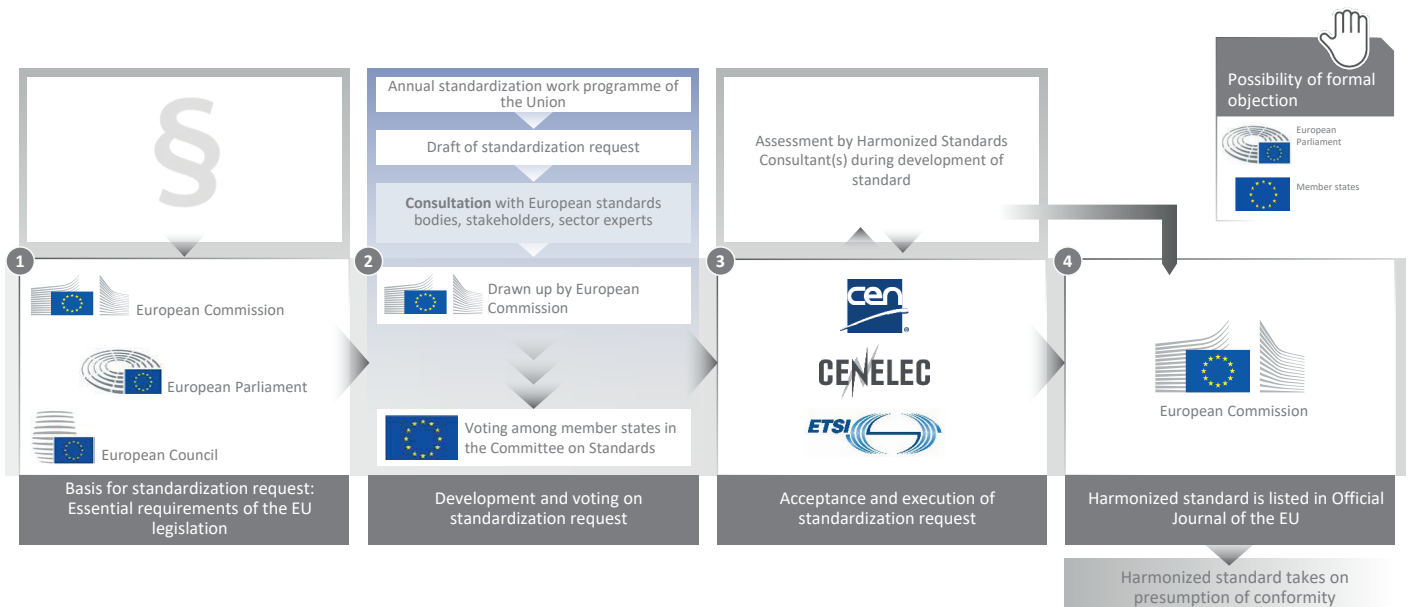 §
1
European Commission
European Parliament
European Council
Basis for standardization request:
Essential requirements of the EU
legislation
Annual standardization work programme of
the Union
Draft of standardization request
Consultation with European standards
bodies, stakeholders, sector experts
2
Drawn up by European
Commission
Voting among member states in
the Committee on Standards
Development and voting on
standardization request
Assessment by Harmonized Standards
Consultant(s) during development of
standard
3
cen
®
CENELEC
ETSI
Acceptance and execution of
standardization request
Possibility of formal
objection
European
Parliament
Member states
4
European Commission
Harmonized standard is listed in Official
Journal of the EU
Harmonized standard takes on
presumption of conformity